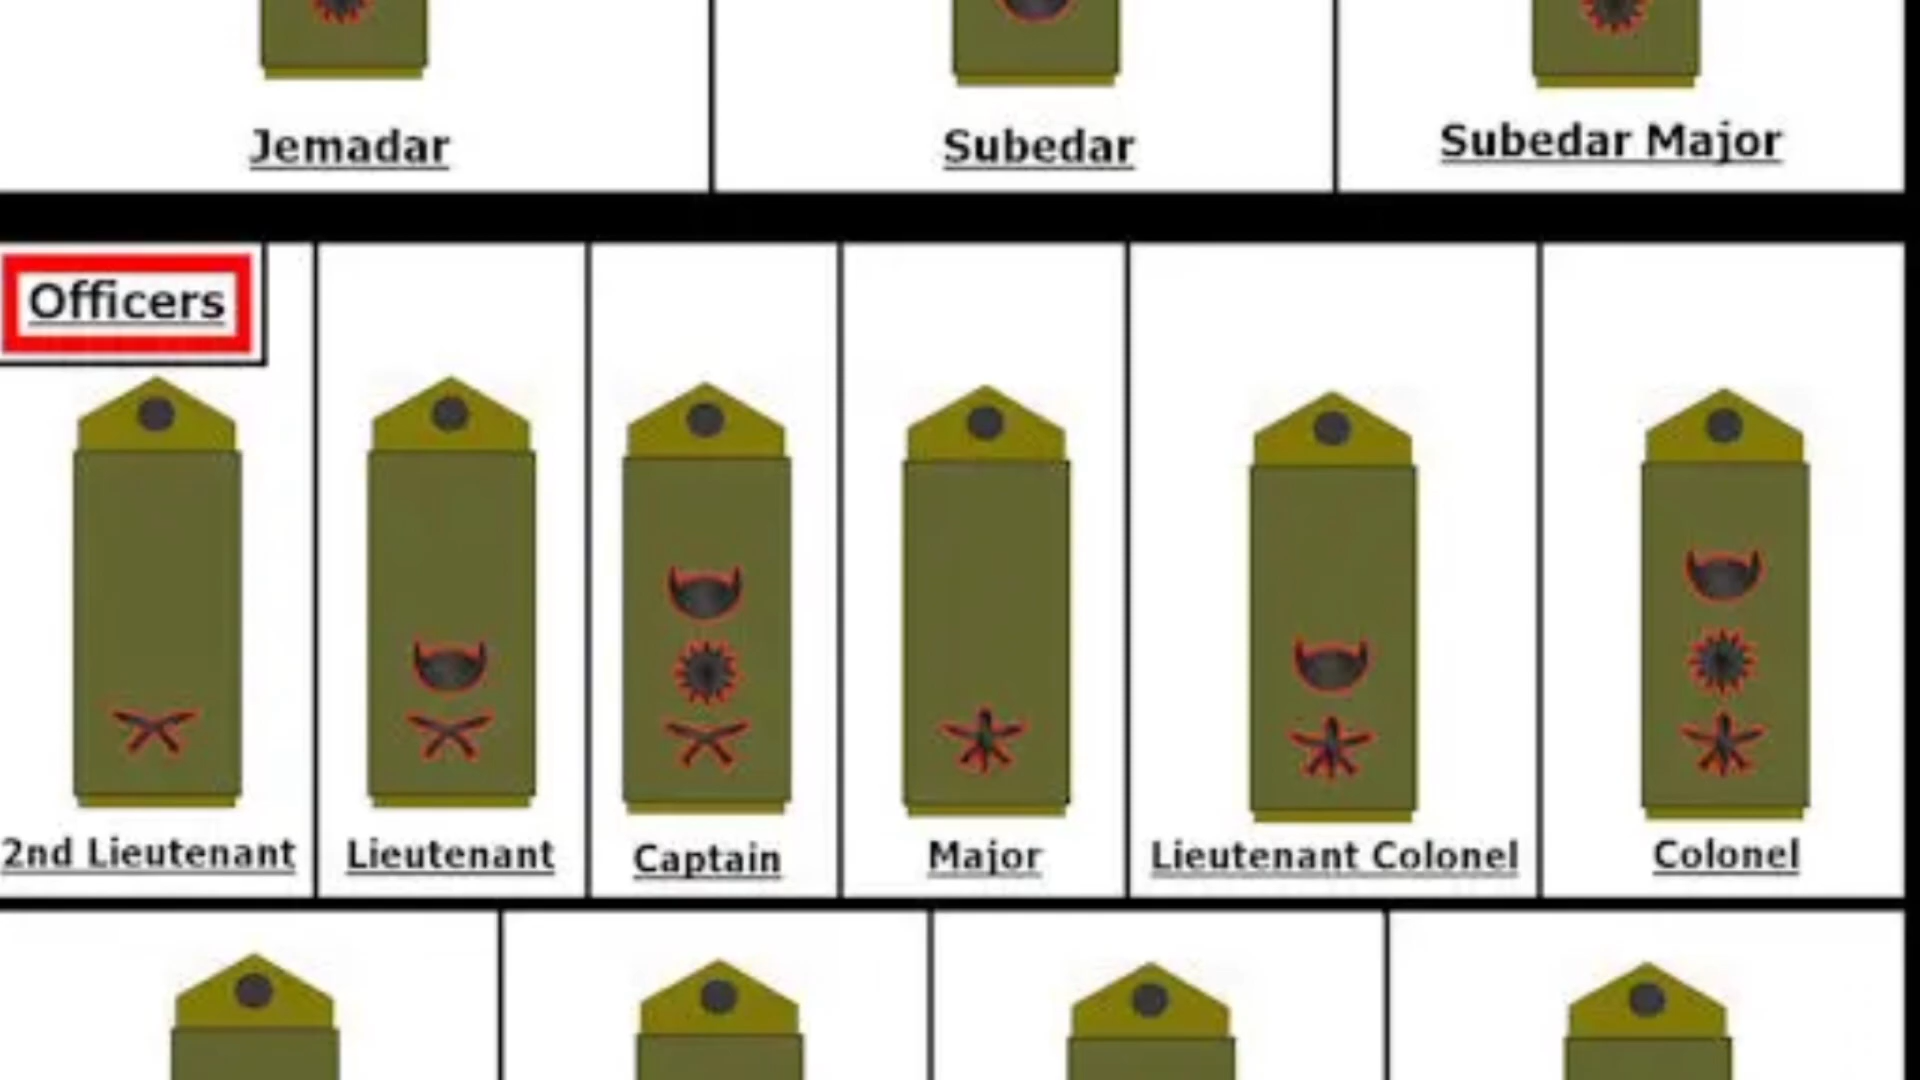 Jemadar
Subedar
Subedar Major
Officers
2nd Lieutenant
Lieutenant
Captain
Major
Lieutenant Colonel
Colonel